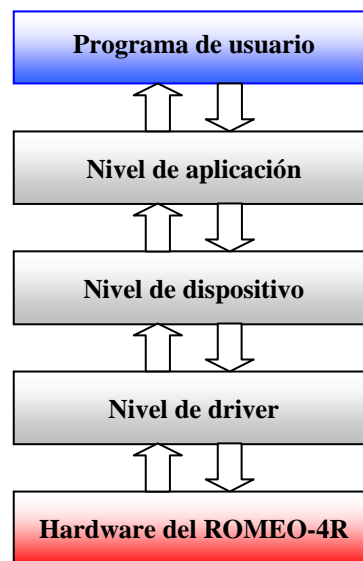 Programa de usuario
Nivel de aplicación
Nivel de dispositivo
Nivel de driver
Hardware del ROMEO-4R